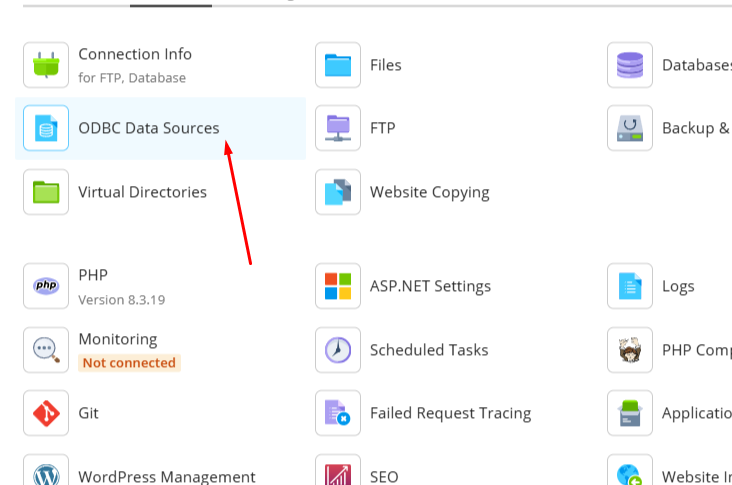 Connection Info
for FTP, Database
Files
Databases
ODBC Data Sources
FTP
Backup &
Virtual Directories
Website Copying
php
PHP
Version 8.3.19
ASP.NET Settings
Logs
Monitoring
Not connected
Scheduled Tasks
PHP Comp
Git
Failed Request Tracing
Applicatio
WordPress Management
SEO
Website In